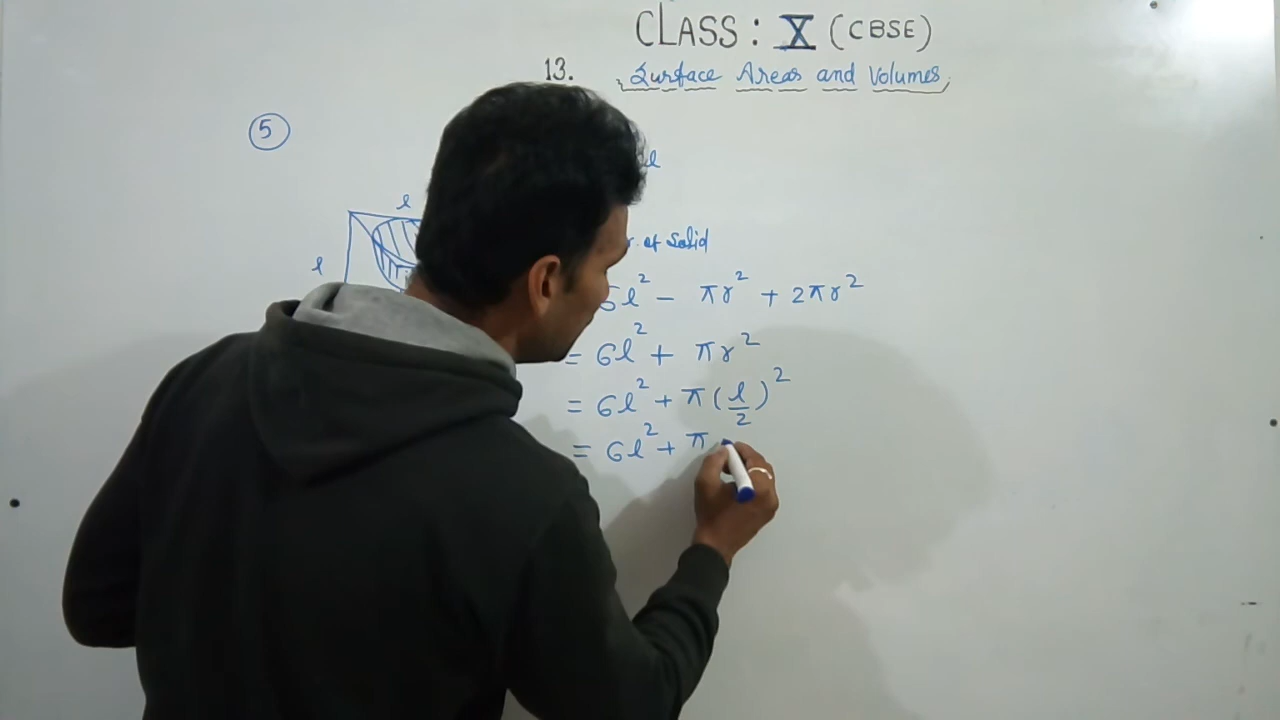 CLASS : X (CBSE)
13. Surface Areas and Volumes
5
l
l
l
of Solid
6l² - πr² + 2πr²
= 6l² + πr²
= 6l² + π(l/2)²
= 6l² + π